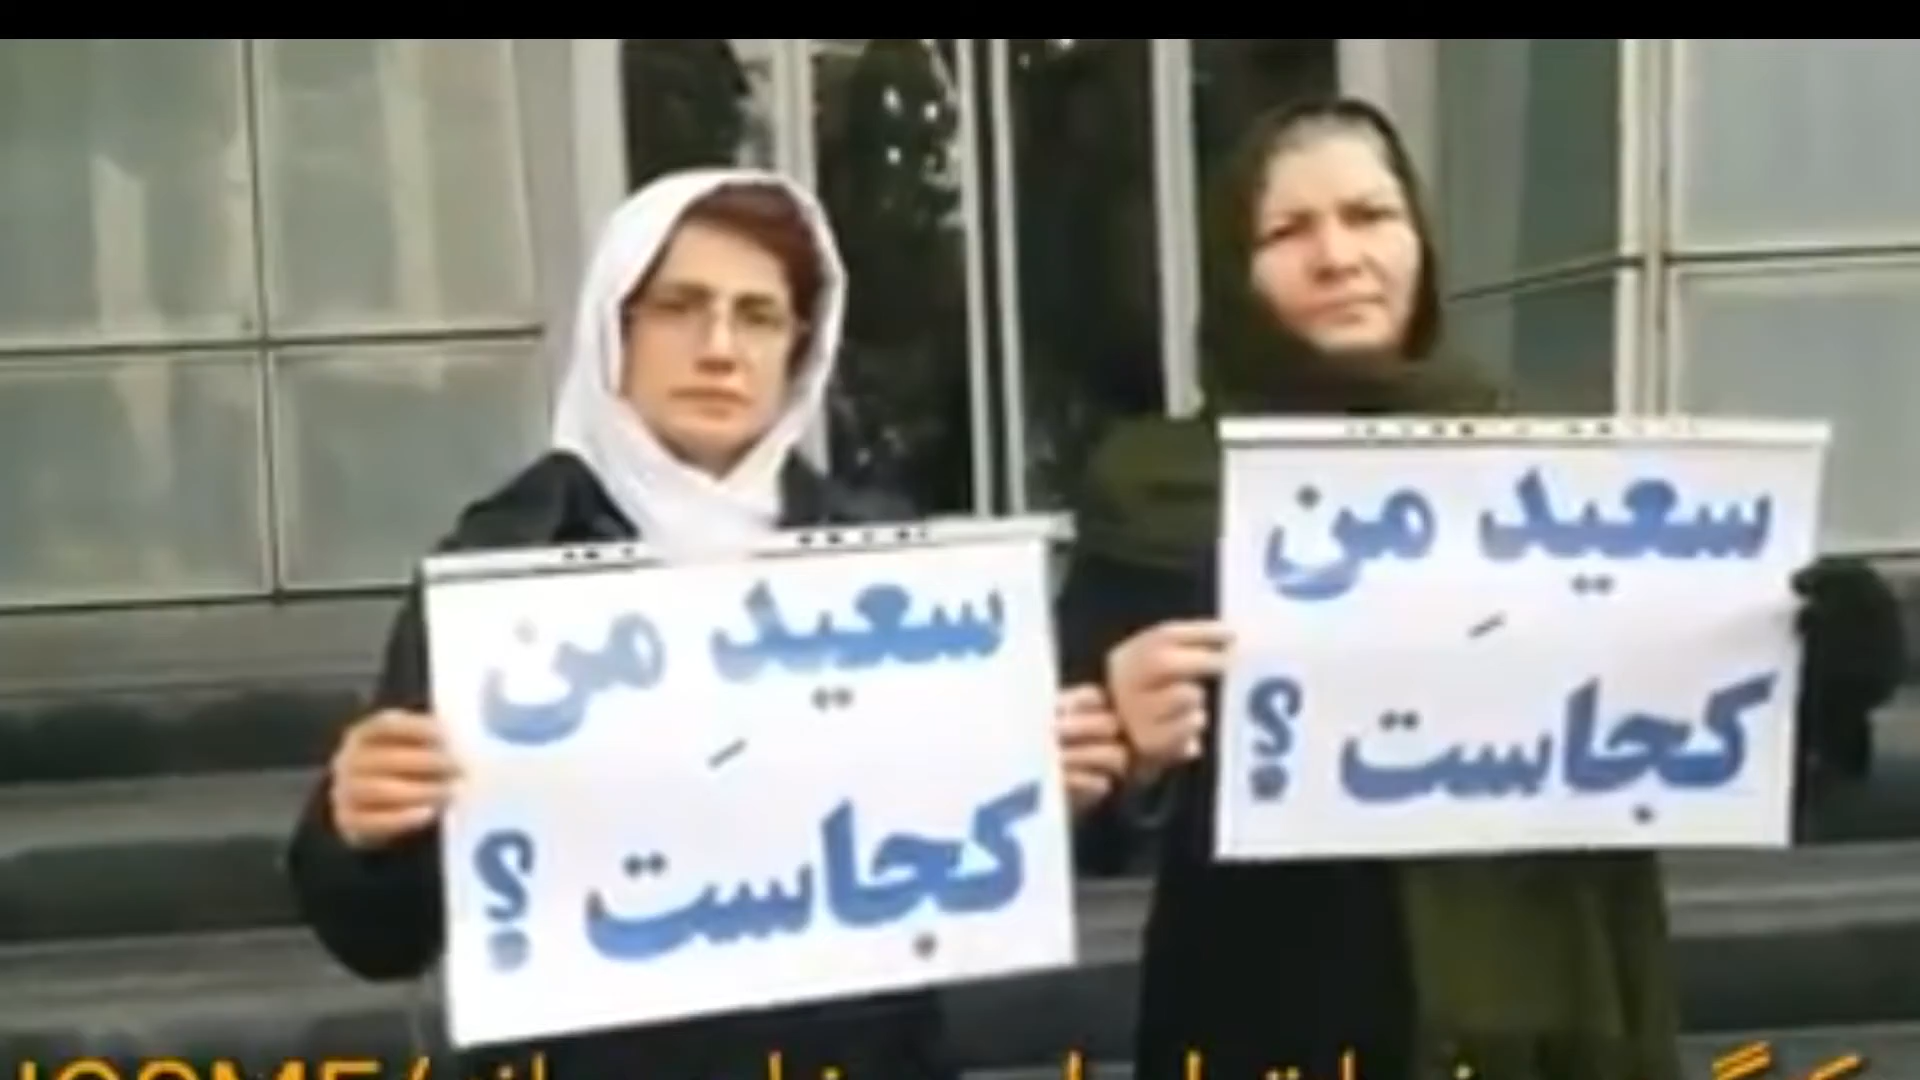 سعیدِ من
کجاست ؟
سعیدِ من
کجاست ؟